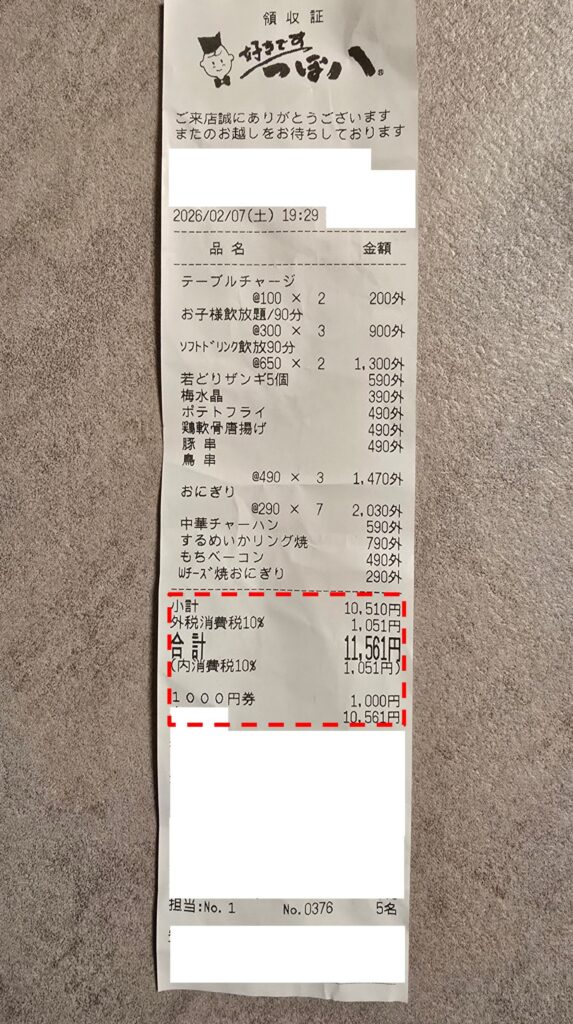 領収証
好きです
つぼ八
ご来店誠にありがとうございます
またのお越しをお待ちしております
2026/02/07(土) 19:29
品名 金額
テーブルチャージ
@100 × 2 200外
お子様飲放題/90分
@300 × 3 900外
ｿﾌﾄﾄﾞﾘﾝｸ飲放90分
@650 × 2 1,300外
若どりザンギ5個 590外
梅水晶 390外
ポテトフライ 490外
鶏軟骨唐揚げ 490外
豚串 490外
鳥串
@490 × 3 1,470外
おにぎり
@290 × 7 2,030外
中華チャーハン 590外
するめいかリング焼 790外
もちベーコン 490外
Wﾁｰｽﾞ焼おにぎり 290外
小計 10,510円
外税消費税10% 1,051円
合計 11,561円
(内消費税10% 1,051円)
１０００円券 1,000円
10,561円
担当:No. 1 No.0376 5名